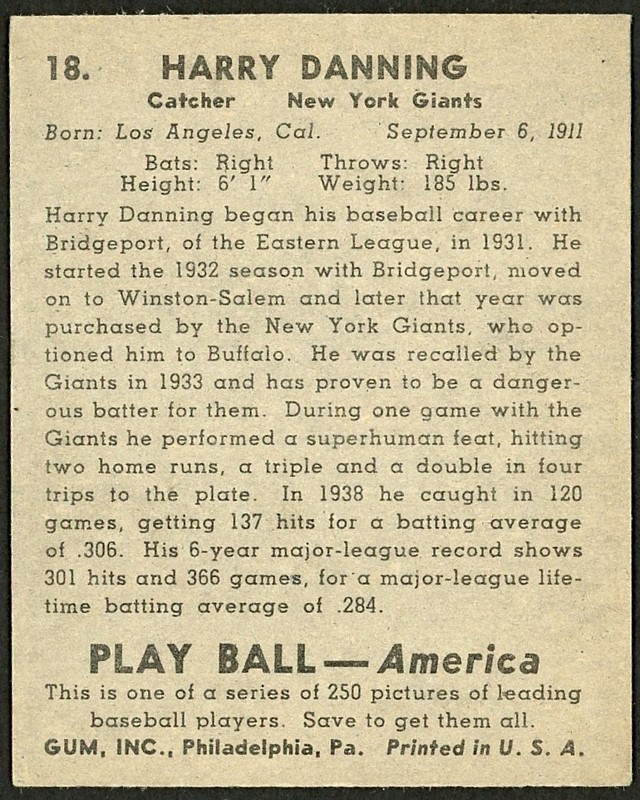 18. HARRY DANNING
Catcher New York Giants
Born: Los Angeles, Cal. September 6, 1911
Bats: Right Throws: Right
Height: 6' 1" Weight: 185 lbs.
Harry Danning began his baseball career with
Bridgeport, of the Eastern League, in 1931. He
started the 1932 season with Bridgeport, moved
on to Winston-Salem and later that year was
purchased by the New York Giants, who op-
tioned him to Buffalo. He was recalled by the
Giants in 1933 and has proven to be a danger-
ous batter for them. During one game with the
Giants he performed a superhuman feat, hitting
two home runs, a triple and a double in four
trips to the plate. In 1938 he caught in 120
games, getting 137 hits for a batting average
of .306. His 6-year major-league record shows
301 hits and 366 games, for a major-league life-
time batting average of .284.
PLAY BALL—America
This is one of a series of 250 pictures of leading
baseball players. Save to get them all.
GUM, INC., Philadelphia, Pa. Printed in U. S. A.